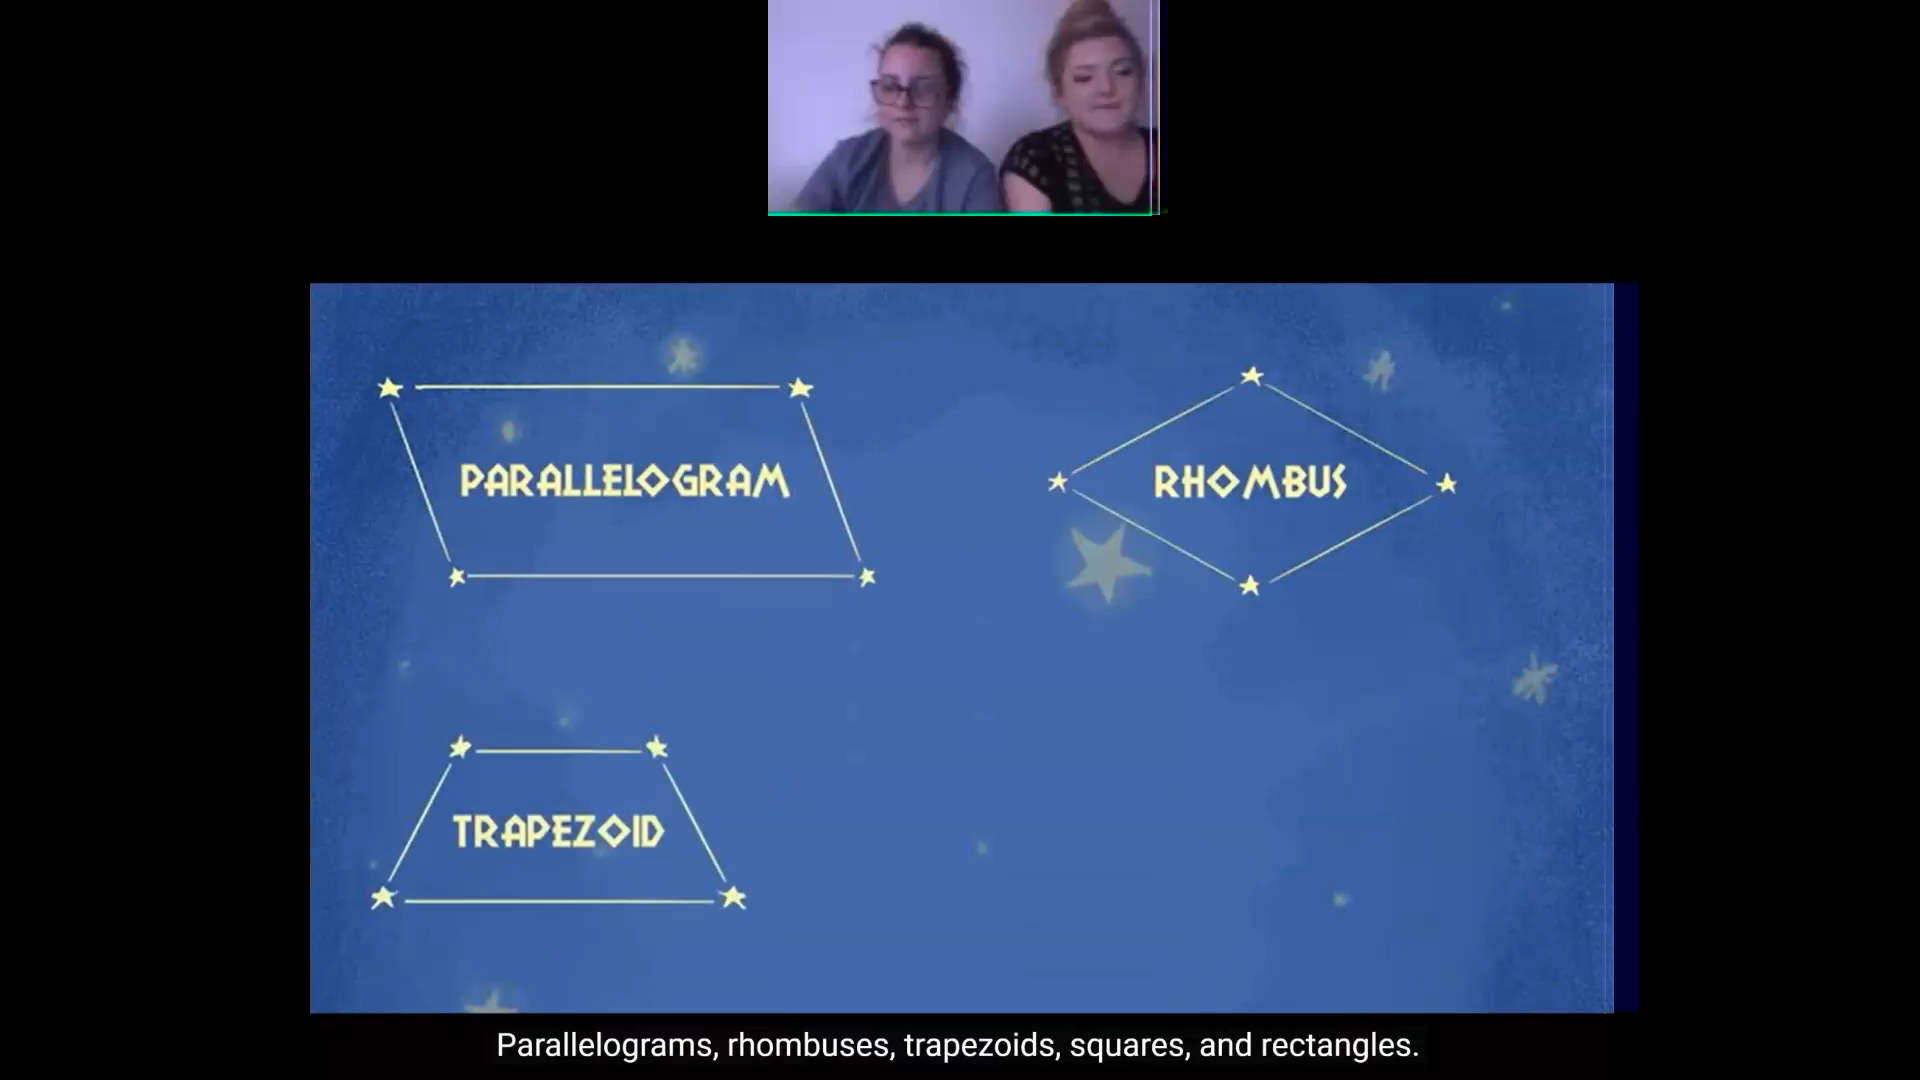 PARALLELOGRAM
RHOMBUS
TRAPEZOID
Parallelograms, rhombuses, trapezoids, squares, and rectangles.